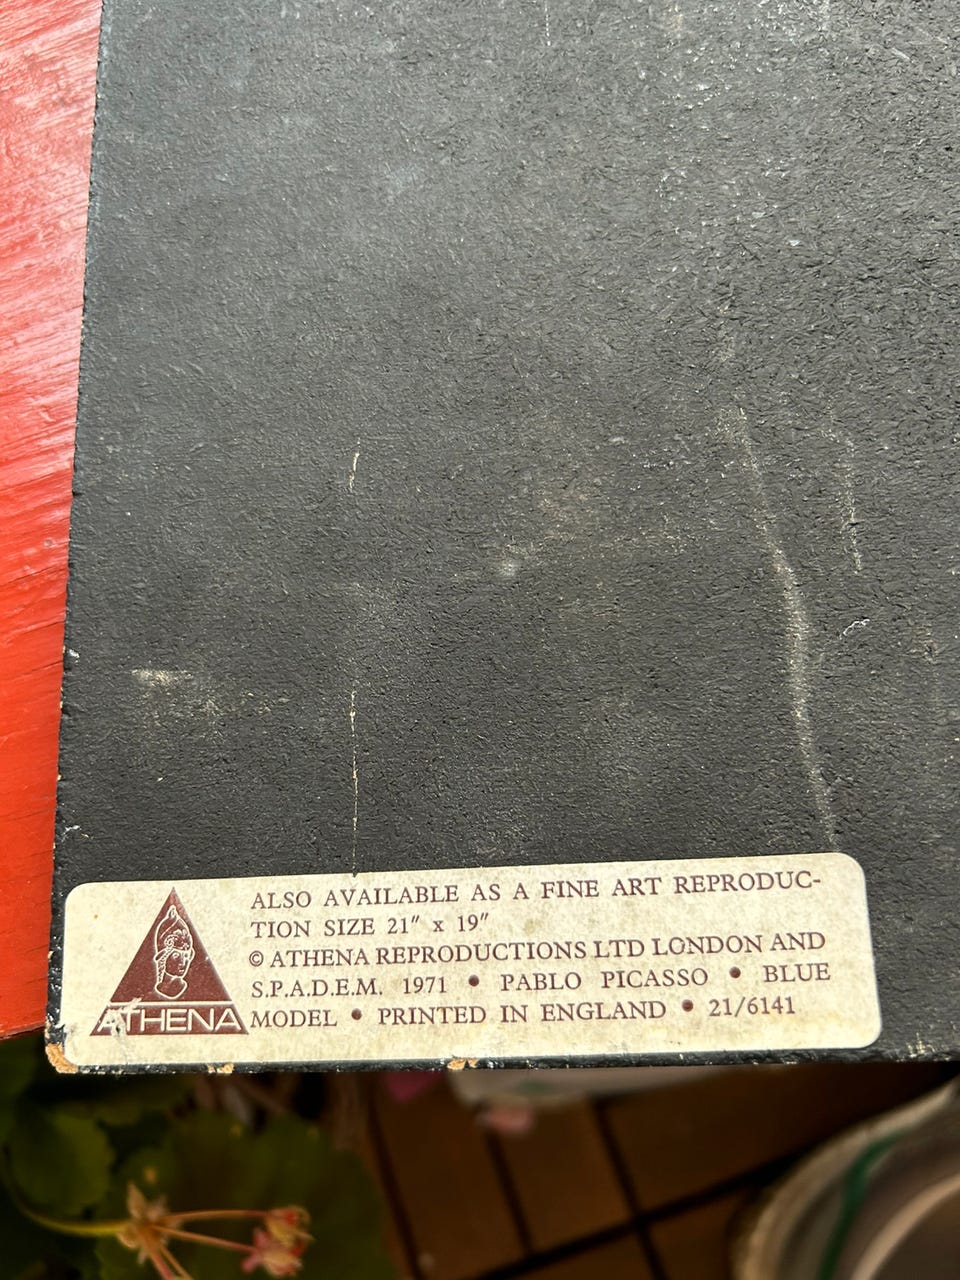 ALSO AVAILABLE AS A FINE ART REPRODUC-
TION SIZE 21" x 19"
© ATHENA REPRODUCTIONS LTD LONDON AND
S.P.A.D.E.M. 1971 • PABLO PICASSO • BLUE
MODEL • PRINTED IN ENGLAND • 21/6141
ATHENA